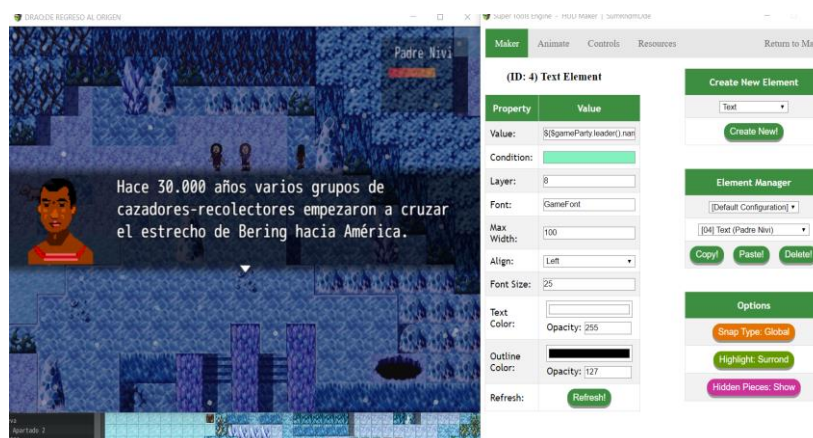 DRAO:DE REGRESO AL ORIGEN
Padre Nivi
Hace 30.000 años varios grupos de
cazadores-recolectores empezaron a cruzar
el estrecho de Bering hacia América.
Apartado 2
Super Tools Engine - HUD Maker | SumRndmDde
Maker Animate Controls Resources Return to Ma
(ID: 4) Text Element
Property Value
Value: $($gameParty.leader().nam
Condition:
Layer: 8
Font: GameFont
Max
Width: 100
Align: Left
Font Size: 25
Text
Color:
Opacity: 255
Outline
Color:
Opacity: 127
Refresh: Refresh!
Create New Element
Text
Create New!
Element Manager
[Default Configuration]
[04] Text (Padre Nivi)
Copy! Paste! Delete!
Options
Snap Type: Global
Highlight: Surrond
Hidden Pieces: Show